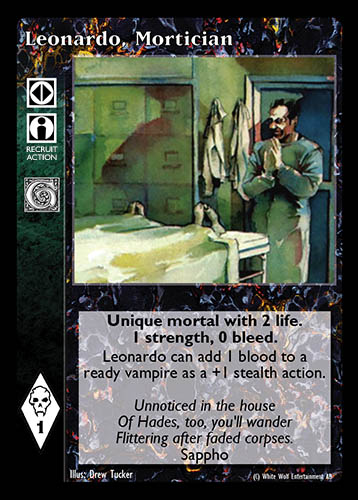 Leonardo, Mortician
RECRUIT
ACTION
1
Unique mortal with 2 life.
1 strength, 0 bleed.
Leonardo can add 1 blood to a
ready vampire as a +1 stealth action.
Unnoticed in the house
Of Hades, too, you'll wander
Flittering after faded corpses.
Sappho
Illus: Drew Tucker
(C) White Wolf Entertainment AB